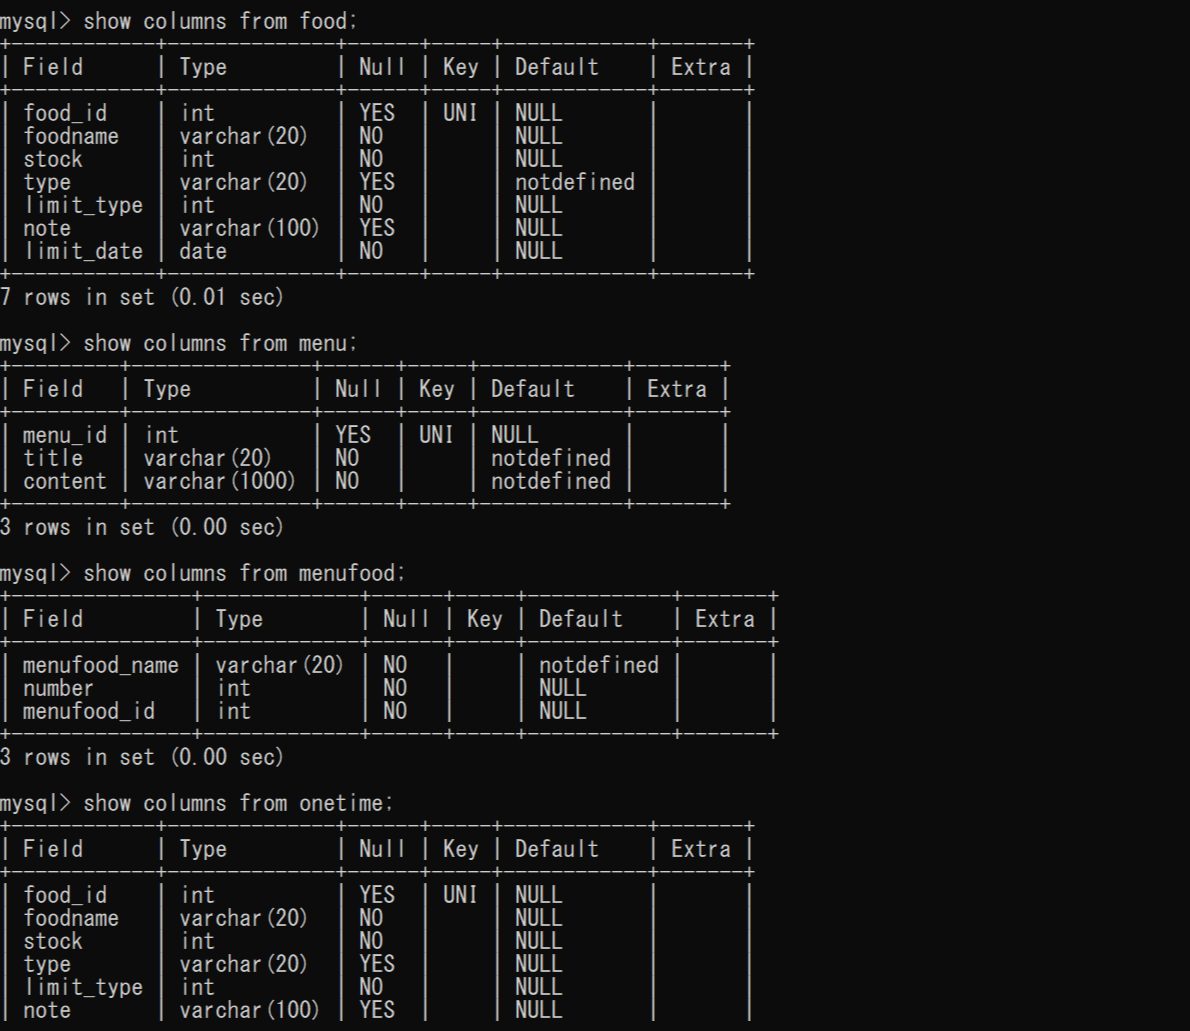 mysql> show columns from food;
+------------+--------------+------+-----+------------+-------+
| Field      | Type         | Null | Key | Default    | Extra |
+------------+--------------+------+-----+------------+-------+
| food_id    | int          | YES  | UNI | NULL       |       |
| foodname   | varchar(20)  | NO   |     | NULL       |       |
| stock      | int          | NO   |     | NULL       |       |
| type       | varchar(20)  | YES  |     | notdefined |       |
| limit_type | int          | NO   |     | NULL       |       |
| note       | varchar(100) | YES  |     | NULL       |       |
| limit_date | date         | NO   |     | NULL       |       |
+------------+--------------+------+-----+------------+-------+
7 rows in set (0.01 sec)
mysql> show columns from menu;
+---------+---------------+------+-----+------------+-------+
| Field   | Type          | Null | Key | Default    | Extra |
+---------+---------------+------+-----+------------+-------+
| menu_id | int           | YES  | UNI | NULL       |       |
| title   | varchar(20)   | NO   |     | notdefined |       |
| content | varchar(1000) | NO   |     | notdefined |       |
+---------+---------------+------+-----+------------+-------+
3 rows in set (0.00 sec)
mysql> show columns from menufood;
+---------------+-------------+------+-----+------------+-------+
| Field         | Type        | Null | Key | Default    | Extra |
+---------------+-------------+------+-----+------------+-------+
| menufood_name | varchar(20) | NO   |     | notdefined |       |
| number        | int         | NO   |     | NULL       |       |
| menufood_id   | int         | NO   |     | NULL       |       |
+---------------+-------------+------+-----+------------+-------+
3 rows in set (0.00 sec)
mysql> show columns from onetime;
+------------+--------------+------+-----+------------+-------+
| Field      | Type         | Null | Key | Default    | Extra |
+------------+--------------+------+-----+------------+-------+
| food_id    | int          | YES  | UNI | NULL       |       |
| foodname   | varchar(20)  | NO   |     | NULL       |       |
| stock      | int          | NO   |     | NULL       |       |
| type       | varchar(20)  | YES  |     | NULL       |       |
| limit_type | int          | NO   |     | NULL       |       |
| note       | varchar(100) | YES  |     | NULL       |       |